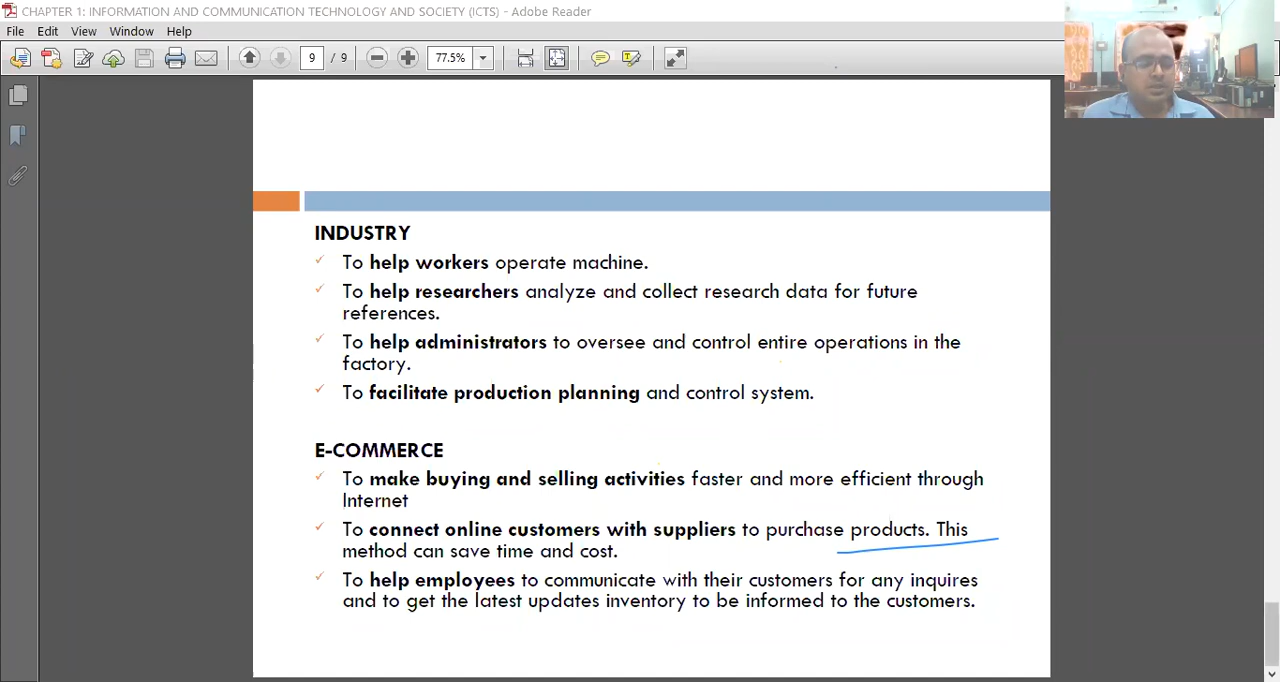 CHAPTER 1: INFORMATION AND COMMUNICATION TECHNOLOGY AND SOCIETY (ICTS) - Adobe Reader
File Edit View Window Help
9 / 9 77.5%
INDUSTRY
To help workers operate machine.
To help researchers analyze and collect research data for future
references.
To help administrators to oversee and control entire operations in the
factory.
To facilitate production planning and control system.
E-COMMERCE
To make buying and selling activities faster and more efficient through
Internet
To connect online customers with suppliers to purchase products. This
method can save time and cost.
To help employees to communicate with their customers for any inquires
and to get the latest updates inventory to be informed to the customers.